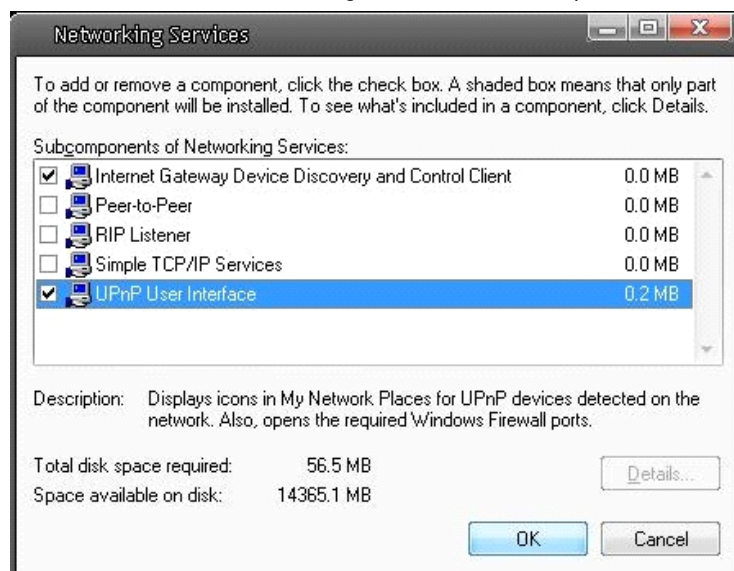 Networking Services
To add or remove a component, click the check box. A shaded box means that only part
of the component will be installed. To see what's included in a component, click Details.
Subcomponents of Networking Services:
Internet Gateway Device Discovery and Control Client 0.0 MB
Peer-to-Peer 0.0 MB
RIP Listener 0.0 MB
Simple TCP/IP Services 0.0 MB
UPnP User Interface 0.2 MB
Description: Displays icons in My Network Places for UPnP devices detected on the
network. Also, opens the required Windows Firewall ports.
Total disk space required: 56.5 MB
Details...
Space available on disk: 14365.1 MB
OK Cancel